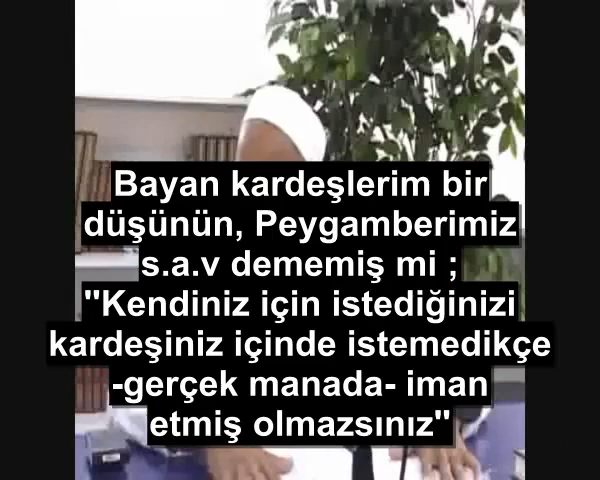 Bayan kardeşlerim bir
düşünün, Peygamberimiz
s.a.v dememiş mi ;
"Kendiniz için istediğinizi
kardeşiniz içinde istemedikçe
-gerçek manada- iman
etmiş olmazsınız"